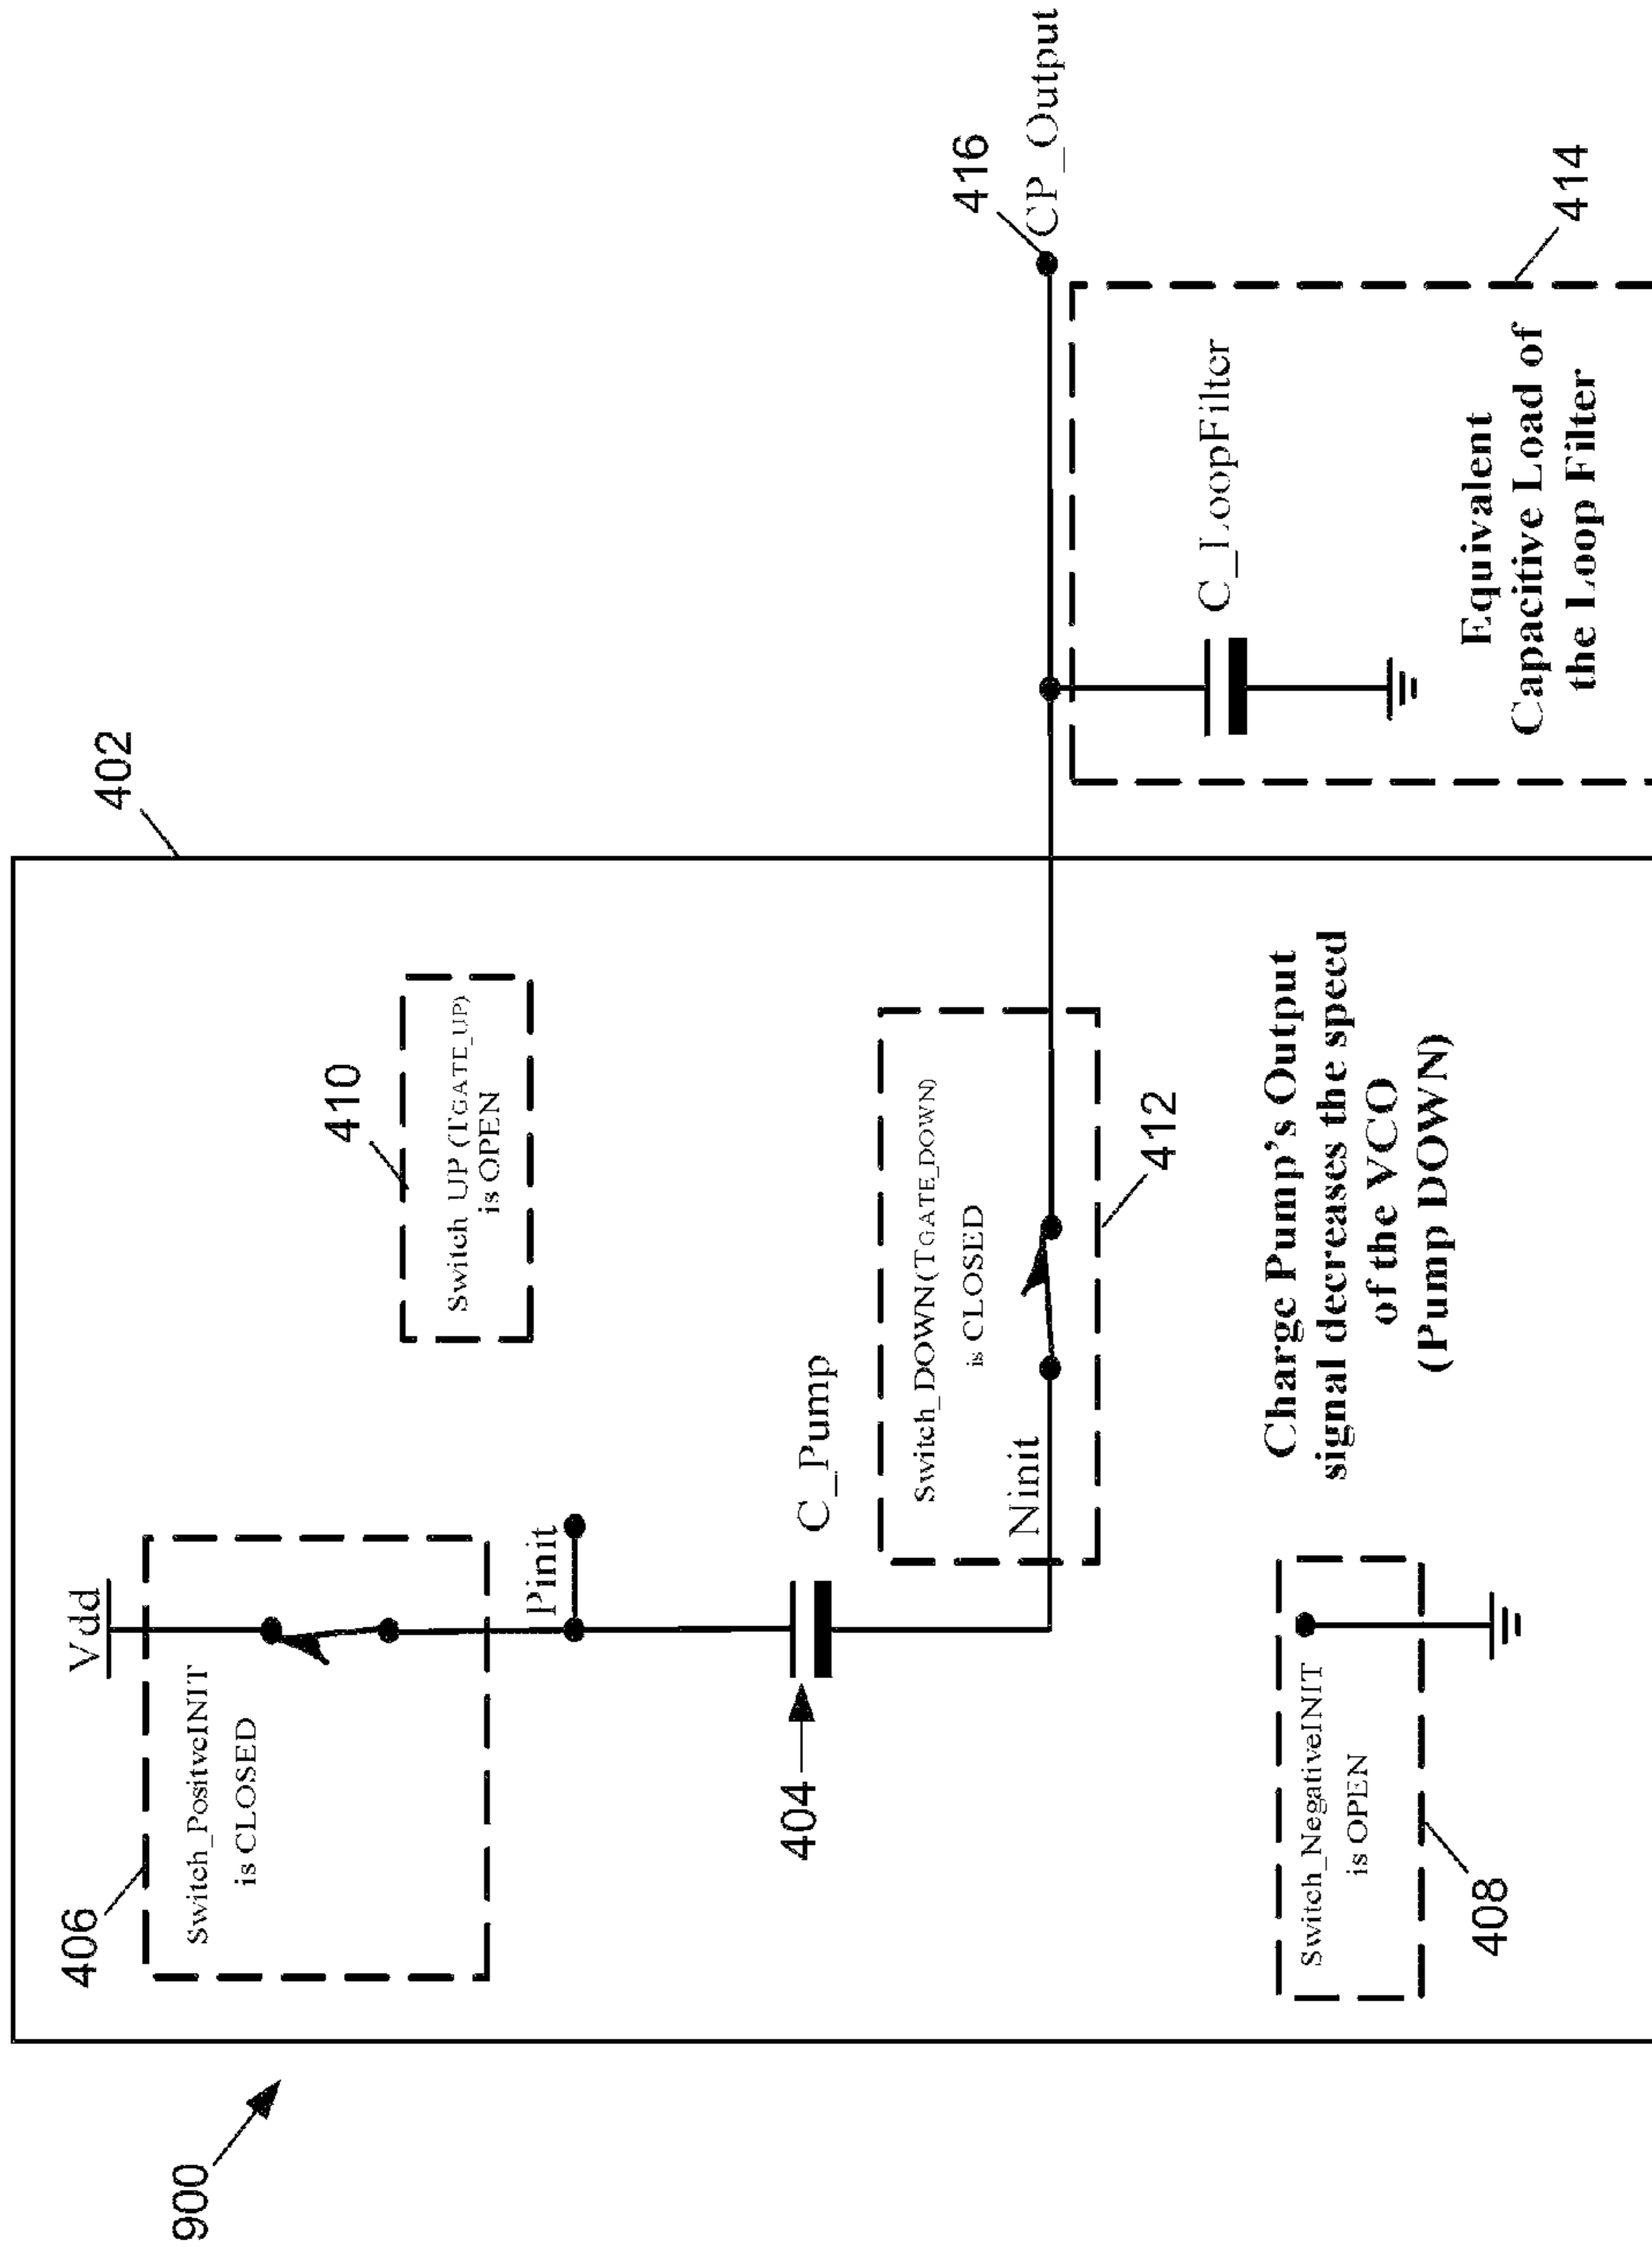 900
402
Vdd
406
Switch_PositveINIT
is CLOSED
Pinit
410
Switch_UP (TGATE_UP)
is OPEN
404
C_Pump
Switch_DOWN(TGATE_DOWN)
is CLOSED
Ninit
412
416
CP_Output
Switch_NegativeINIT
is OPEN
408
Charge Pump's Output
signal decreases the speed
of the VCO
(Pump DOWN)
C_LoopFilter
414
Equivalent
Capacitive Load of
the Loop Filter